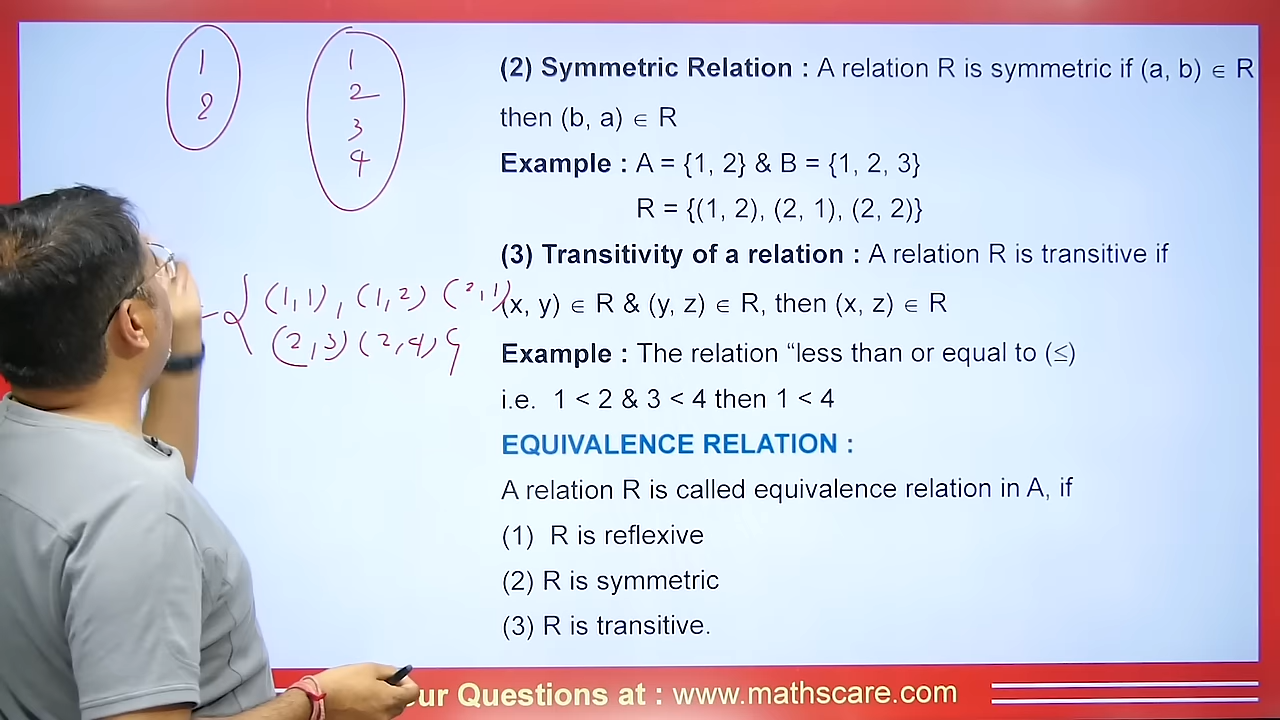 1
2
1
2
3
4
{(1,1), (1,2) (2,1)
(2,3) (2,4)}
(2) Symmetric Relation : A relation R is symmetric if (a, b) ∈ R
then (b, a) ∈ R
Example : A = {1, 2} & B = {1, 2, 3}
R = {(1, 2), (2, 1), (2, 2)}
(3) Transitivity of a relation : A relation R is transitive if
(x, y) ∈ R & (y, z) ∈ R, then (x, z) ∈ R
Example : The relation “less than or equal to (≤)
i.e. 1 < 2 & 3 < 4 then 1 < 4
EQUIVALENCE RELATION :
A relation R is called equivalence relation in A, if
(1) R is reflexive
(2) R is symmetric
(3) R is transitive.
ur Questions at : www.mathscare.com